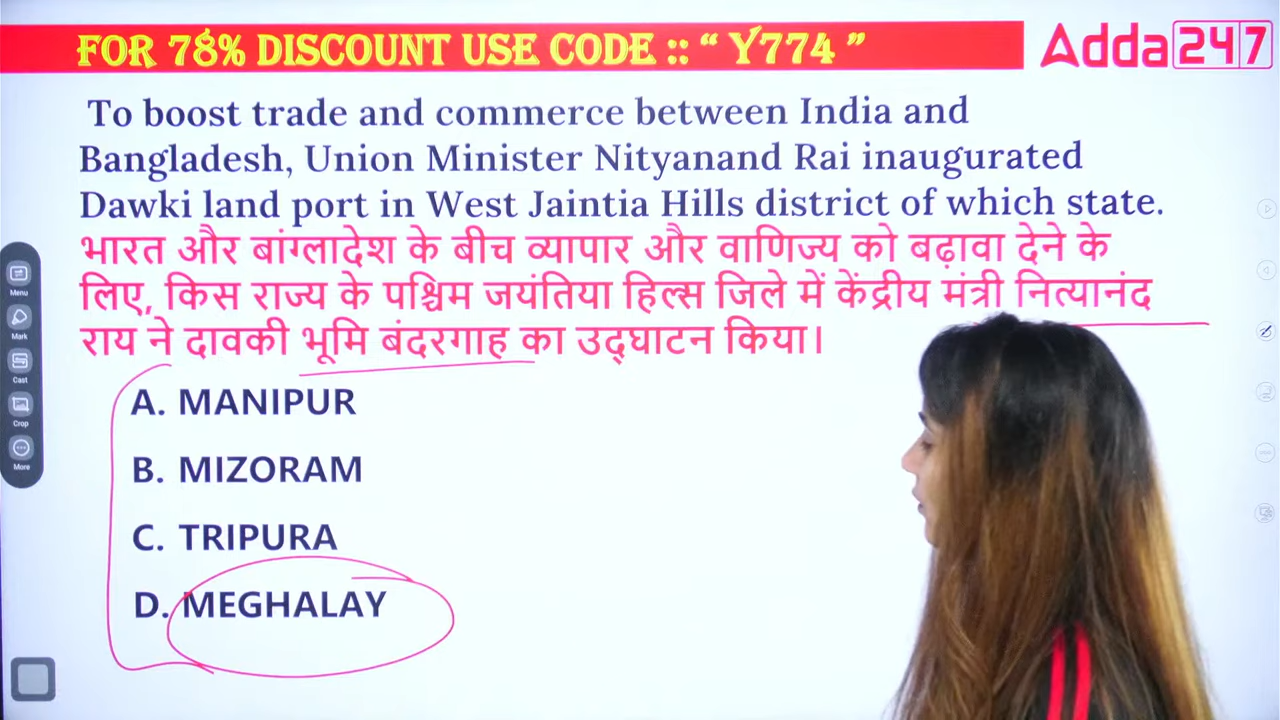 FOR 78% DISCOUNT USE CODE :: “ Y774 ”
Adda247
To boost trade and commerce between India and
Bangladesh, Union Minister Nityanand Rai inaugurated
Dawki land port in West Jaintia Hills district of which state.
भारत और बांग्लादेश के बीच व्यापार और वाणिज्य को बढ़ावा देने के
लिए, किस राज्य के पश्चिम जयंतिया हिल्स जिले में केंद्रीय मंत्री नित्यानंद
राय ने दावकी भूमि बंदरगाह का उद्घाटन किया।
A. MANIPUR
B. MIZORAM
C. TRIPURA
D. MEGHALAY
Menu
Mark
Cast
Crop
More